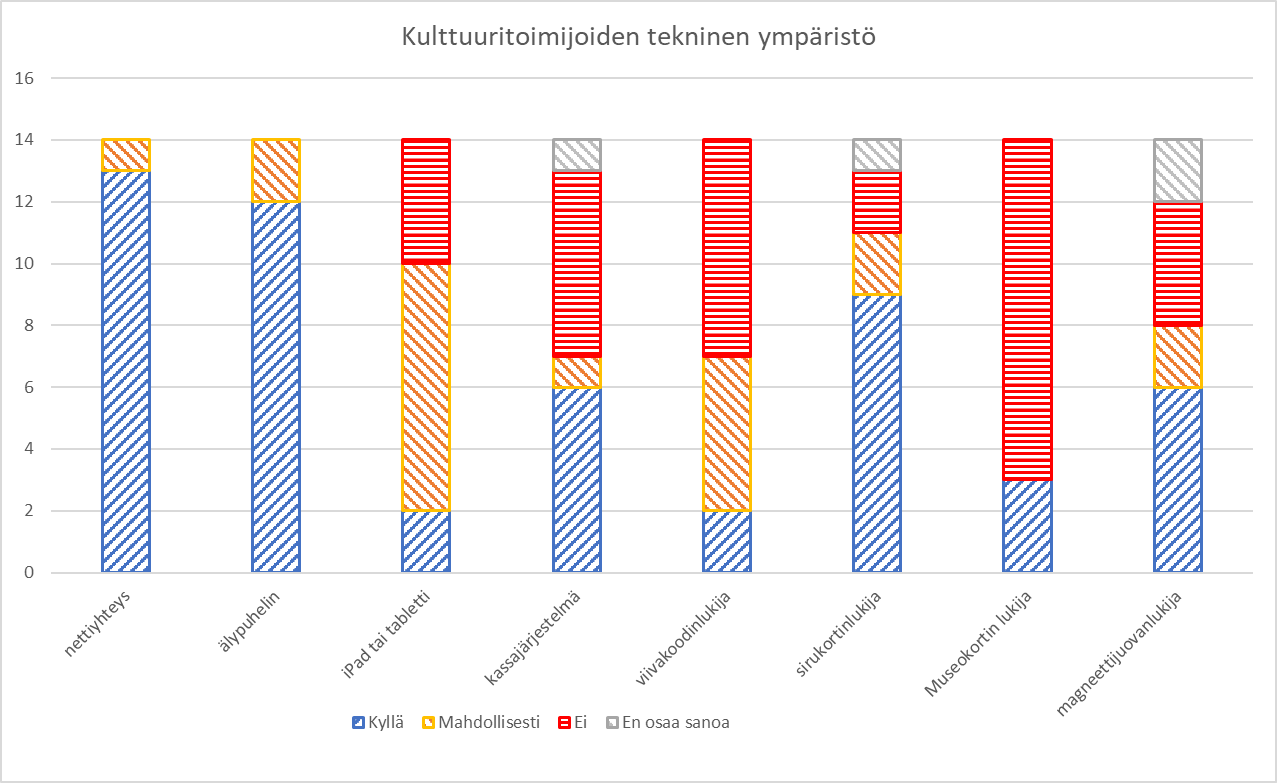 Kulttuuritoimijoiden tekninen ympäristö
16
14
12
10
8
6
4
2
0
nettiyhteys
älypuhelin
iPad tai tabletti
kassajärjestelmä
viivakoodinlukija
sirukortinlukija
Museokortin lukija
magneettijuovanlukija
Kyllä
Mahdollisesti
Ei
En osaa sanoa